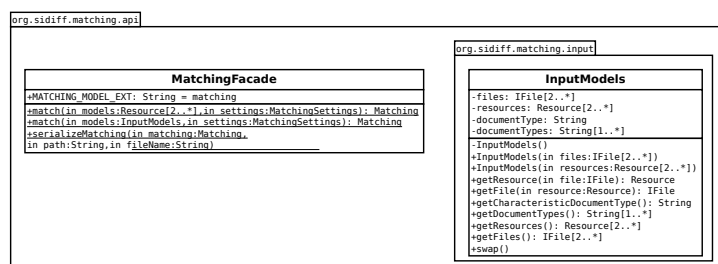 org.sidiff.matching.api
org.sidiff.matching.input
MatchingFacade
+MATCHING_MODEL_EXT: String = matching
+match(in models:Resource[2..*],in settings:MatchingSettings): Matching
+match(in models:InputModels,in settings:MatchingSettings): Matching
+serializeMatching(in matching:Matching,
in path:String,in fileName:String)
InputModels
-files: IFile[2..*]
-resources: Resource[2..*]
-documentType: String
-documentTypes: String[1..*]
-InputModels()
+InputModels(in files:IFile[2..*])
+InputModels(in resources:Resource[2..*])
+getResource(in file:IFile): Resource
+getFile(in resource:Resource): IFile
+getCharacteristicDocumentType(): String
+getDocumentTypes(): String[1..*]
+getResources(): Resource[2..*]
+getFiles(): IFile[2..*]
+swap()